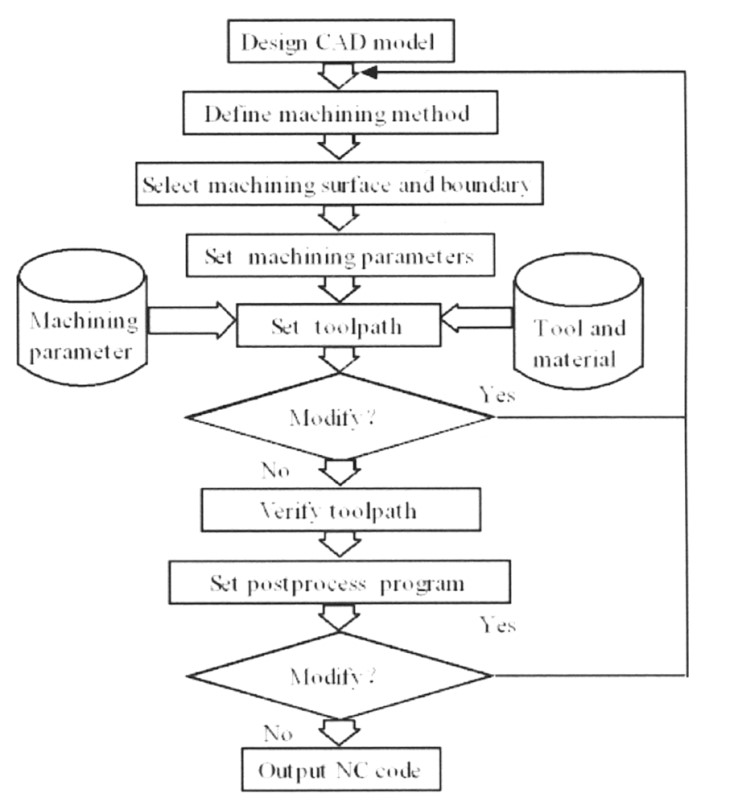 Design CAD model
Define machining method
Select machining surface and boundary
Set machining parameters
Machining
parameter
Set toolpath
Tool and
material
Yes
Modify?
No
Verify toolpath
Set postprocess program
Yes
Modify?
No
Output NC code